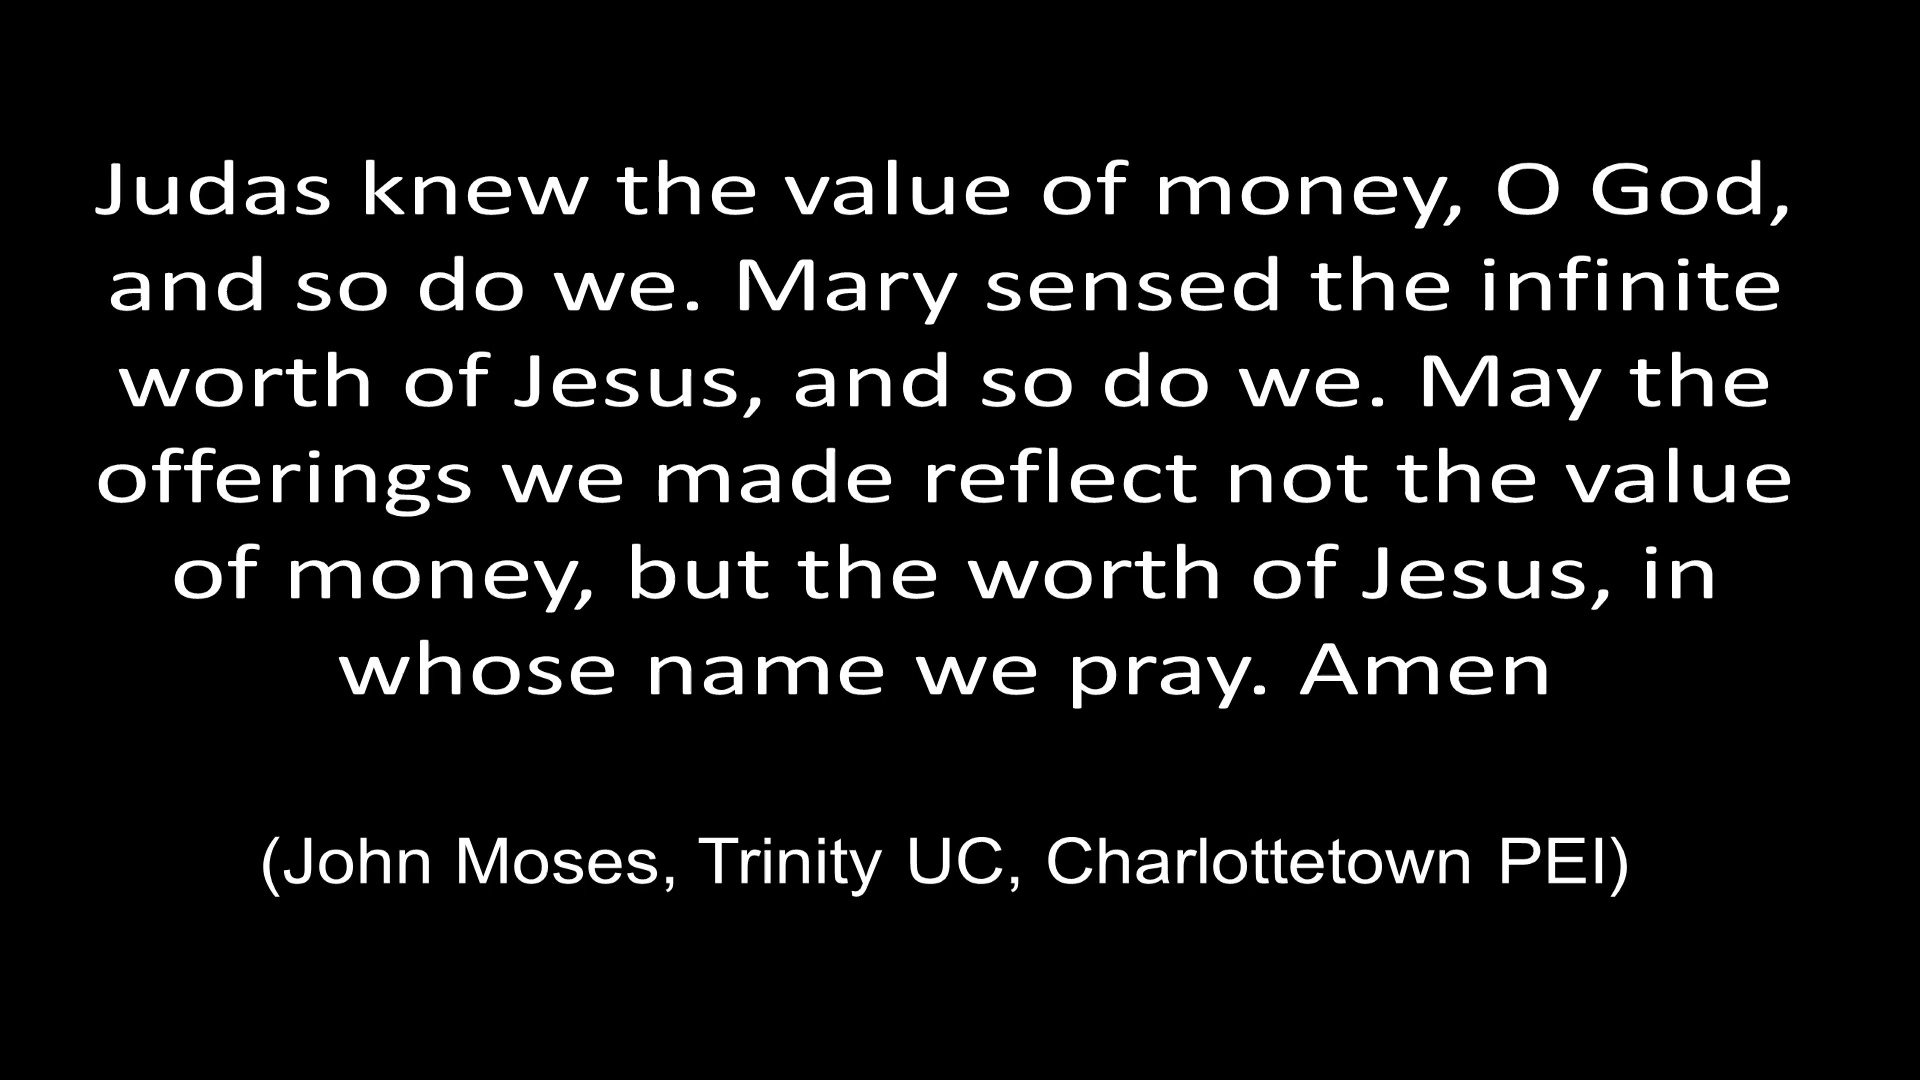 Judas knew the value of money, O God,
and so do we. Mary sensed the infinite
worth of Jesus, and so do we. May the
offerings we made reflect not the value
of money, but the worth of Jesus, in
whose name we pray. Amen
(John Moses, Trinity UC, Charlottetown PEI)